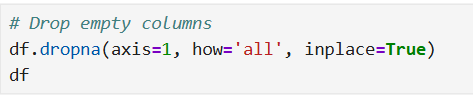 # Drop empty columns
df.dropna(axis=1, how='all', inplace=True)
df